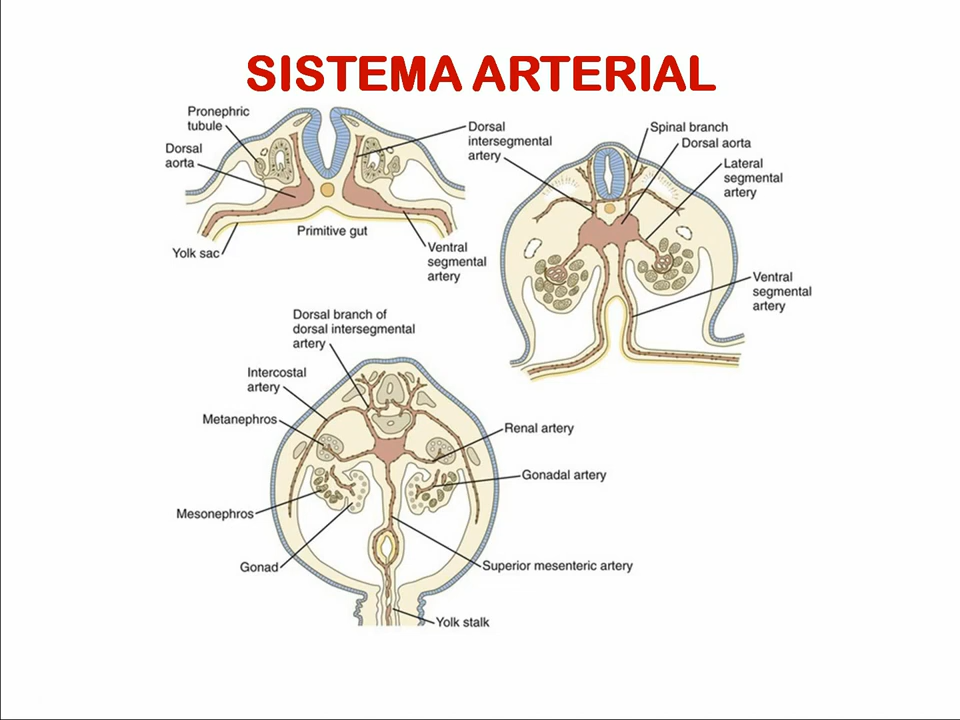 SISTEMA ARTERIAL
Pronephric
tubule
Dorsal
aorta
Yolk sac
Primitive gut
Dorsal
intersegmental
artery
Ventral
segmental
artery
Spinal branch
Dorsal aorta
Lateral
segmental
artery
Ventral
segmental
artery
Dorsal branch of
dorsal intersegmental
artery
Intercostal
artery
Metanephros
Mesonephros
Gonad
Renal artery
Gonadal artery
Superior mesenteric artery
Yolk stalk